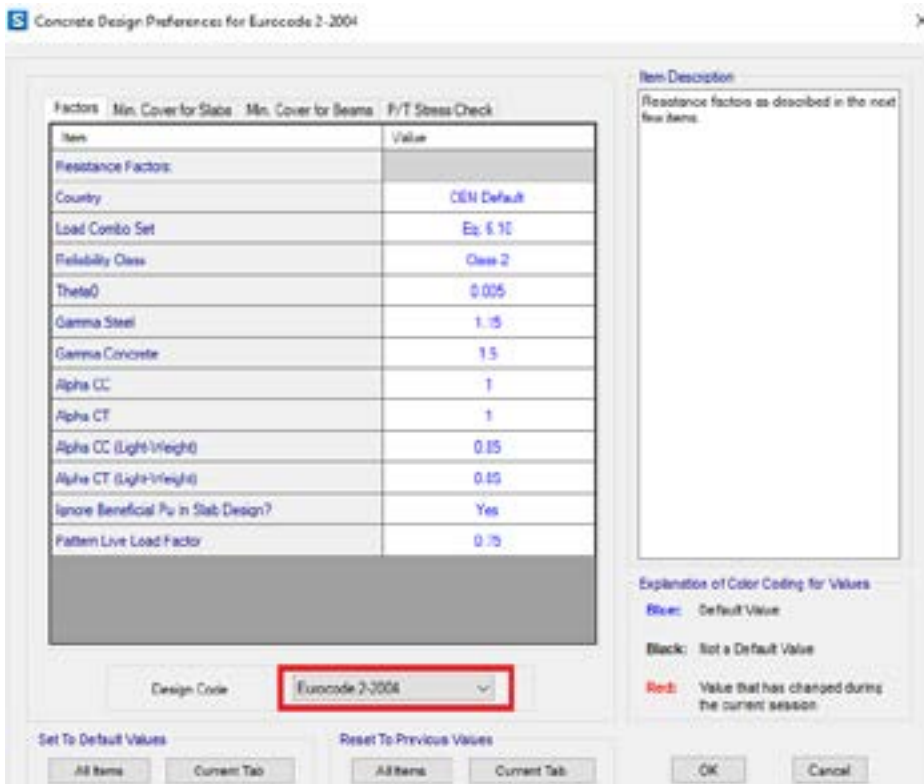 S Concrete Design Preferences for Eurocode 2-2004
Factors Min. Cover for Slabs Min. Cover for Beams P/T Stress Check
Item Value
Resistance Factors:
Country CEN Default
Load Combo Set Eq. 6.10
Reliability Class Class 2
Theta0 0.005
Gamma Steel 1.15
Gamma Concrete 1.5
Alpha CC 1
Alpha CT 1
Alpha CC (Light-Weight) 0.85
Alpha CT (Light-Weight) 0.85
Ignore Beneficial Pu in Slab Design? Yes
Pattern Live Load Factor 0.75
Design Code Eurocode 2-2004
Set To Default Values
All Items Current Tab
Reset To Previous Values
All Items Current Tab
Item Description
Resistance factors as described in the next
few items.
Explanation of Color Coding for Values
Blue: Default Value
Black: Not a Default Value
Red: Value that has changed during
the current session
OK Cancel